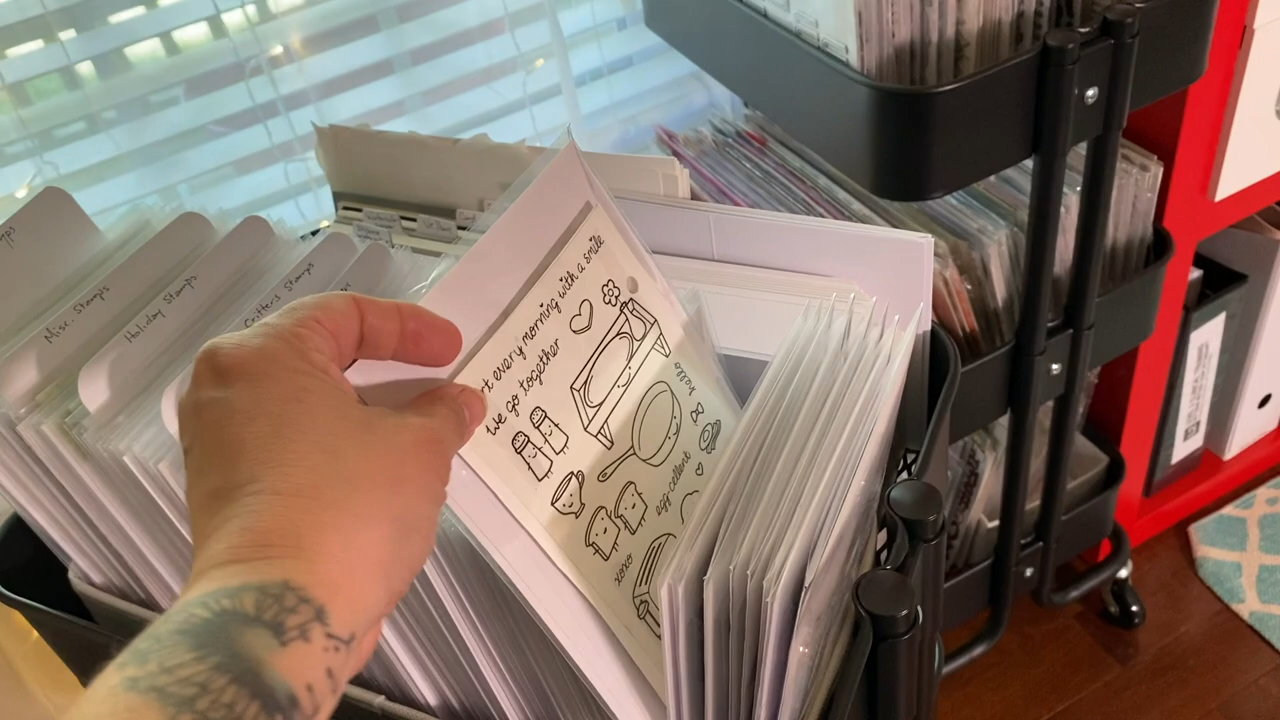 Misc. Stamps
Holiday Stamps
Critters Stamps
every morning with a smile
We go together
hello
egg-cellent
xoxo